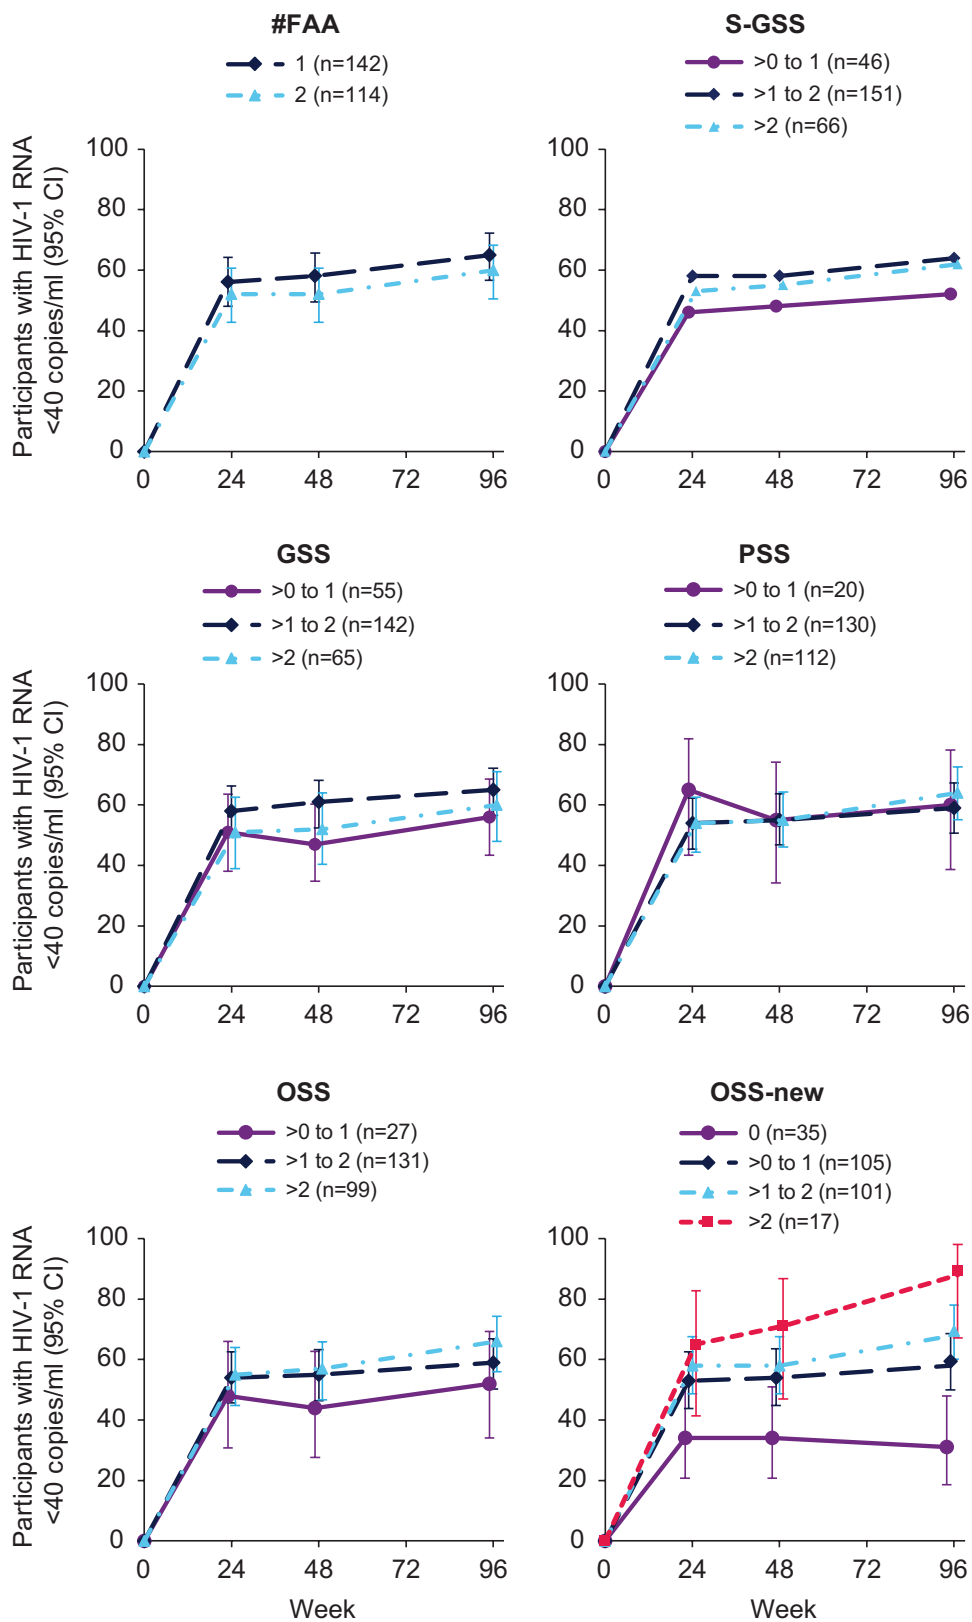 #FAA
1 (n=142)
2 (n=114)
Participants with HIV-1 RNA
<40 copies/ml (95% CI)
100
80
60
40
20
0
0 24 48 72 96
S-GSS
>0 to 1 (n=46)
>1 to 2 (n=151)
>2 (n=66)
100
80
60
40
20
0
0 24 48 72 96
GSS
>0 to 1 (n=55)
>1 to 2 (n=142)
>2 (n=65)
Participants with HIV-1 RNA
<40 copies/ml (95% CI)
100
80
60
40
20
0
0 24 48 72 96
PSS
>0 to 1 (n=20)
>1 to 2 (n=130)
>2 (n=112)
100
80
60
40
20
0
0 24 48 72 96
OSS
>0 to 1 (n=27)
>1 to 2 (n=131)
>2 (n=99)
Participants with HIV-1 RNA
<40 copies/ml (95% CI)
100
80
60
40
20
0
0 24 48 72 96
Week
OSS-new
0 (n=35)
>0 to 1 (n=105)
>1 to 2 (n=101)
>2 (n=17)
100
80
60
40
20
0
0 24 48 72 96
Week